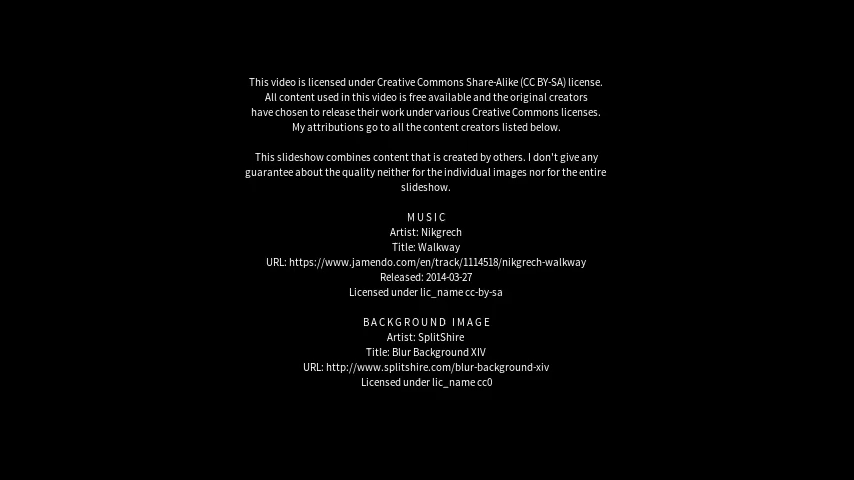 This video is licensed under Creative Commons Share-Alike (CC BY-SA) license.
All content used in this video is free available and the original creators
have chosen to release their work under various Creative Commons licenses.
My attributions go to all the content creators listed below.
This slideshow combines content that is created by others. I don't give any
guarantee about the quality neither for the individual images nor for the entire
slideshow.
MUSIC
Artist: Nikgrech
Title: Walkway
URL: https://www.jamendo.com/en/track/1114518/nikgrech-walkway
Released: 2014-03-27
Licensed under lic_name cc-by-sa
BACKGROUND IMAGE
Artist: SplitShire
Title: Blur Background XIV
URL: http://www.splitshire.com/blur-background-xiv
Licensed under lic_name cc0